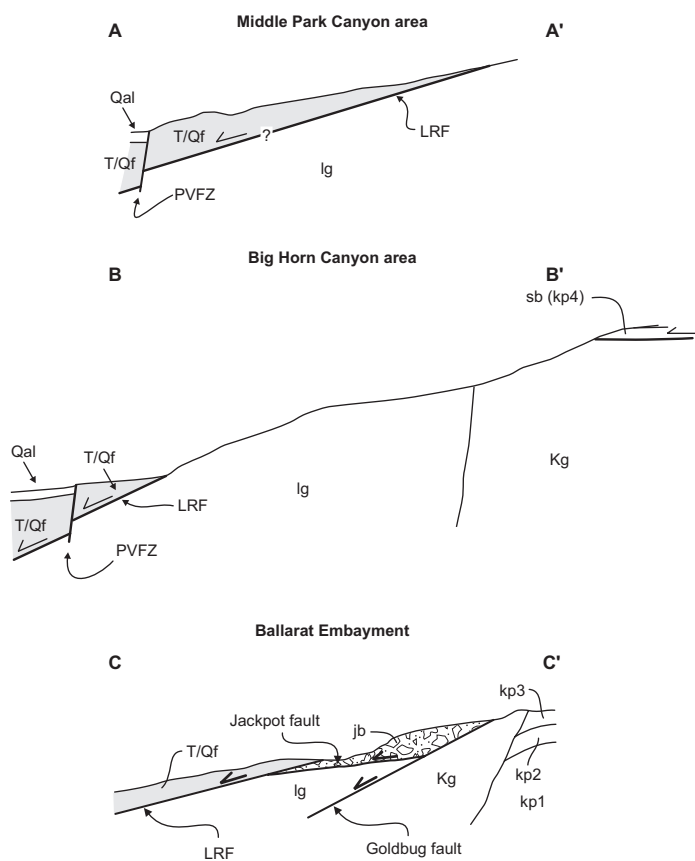 Middle Park Canyon area
A A'
Qal
T/Qf ?
T/Qf
LRF
lg
PVFZ
Big Horn Canyon area
B B'
sb (kp4)
Qal
T/Qf
Kg
lg
LRF
T/Qf
PVFZ
Ballarat Embayment
C C'
kp3
Jackpot fault
jb
T/Qf
kp2
lg
Kg
kp1
Goldbug fault
LRF